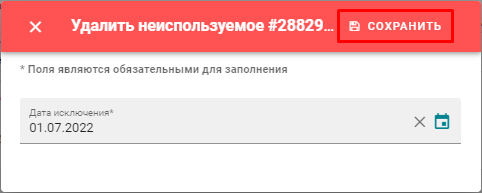 Удалить неиспользуемое #28829... СОХРАНИТЬ
* Поля являются обязательными для заполнения
Дата исключения*
01.07.2022